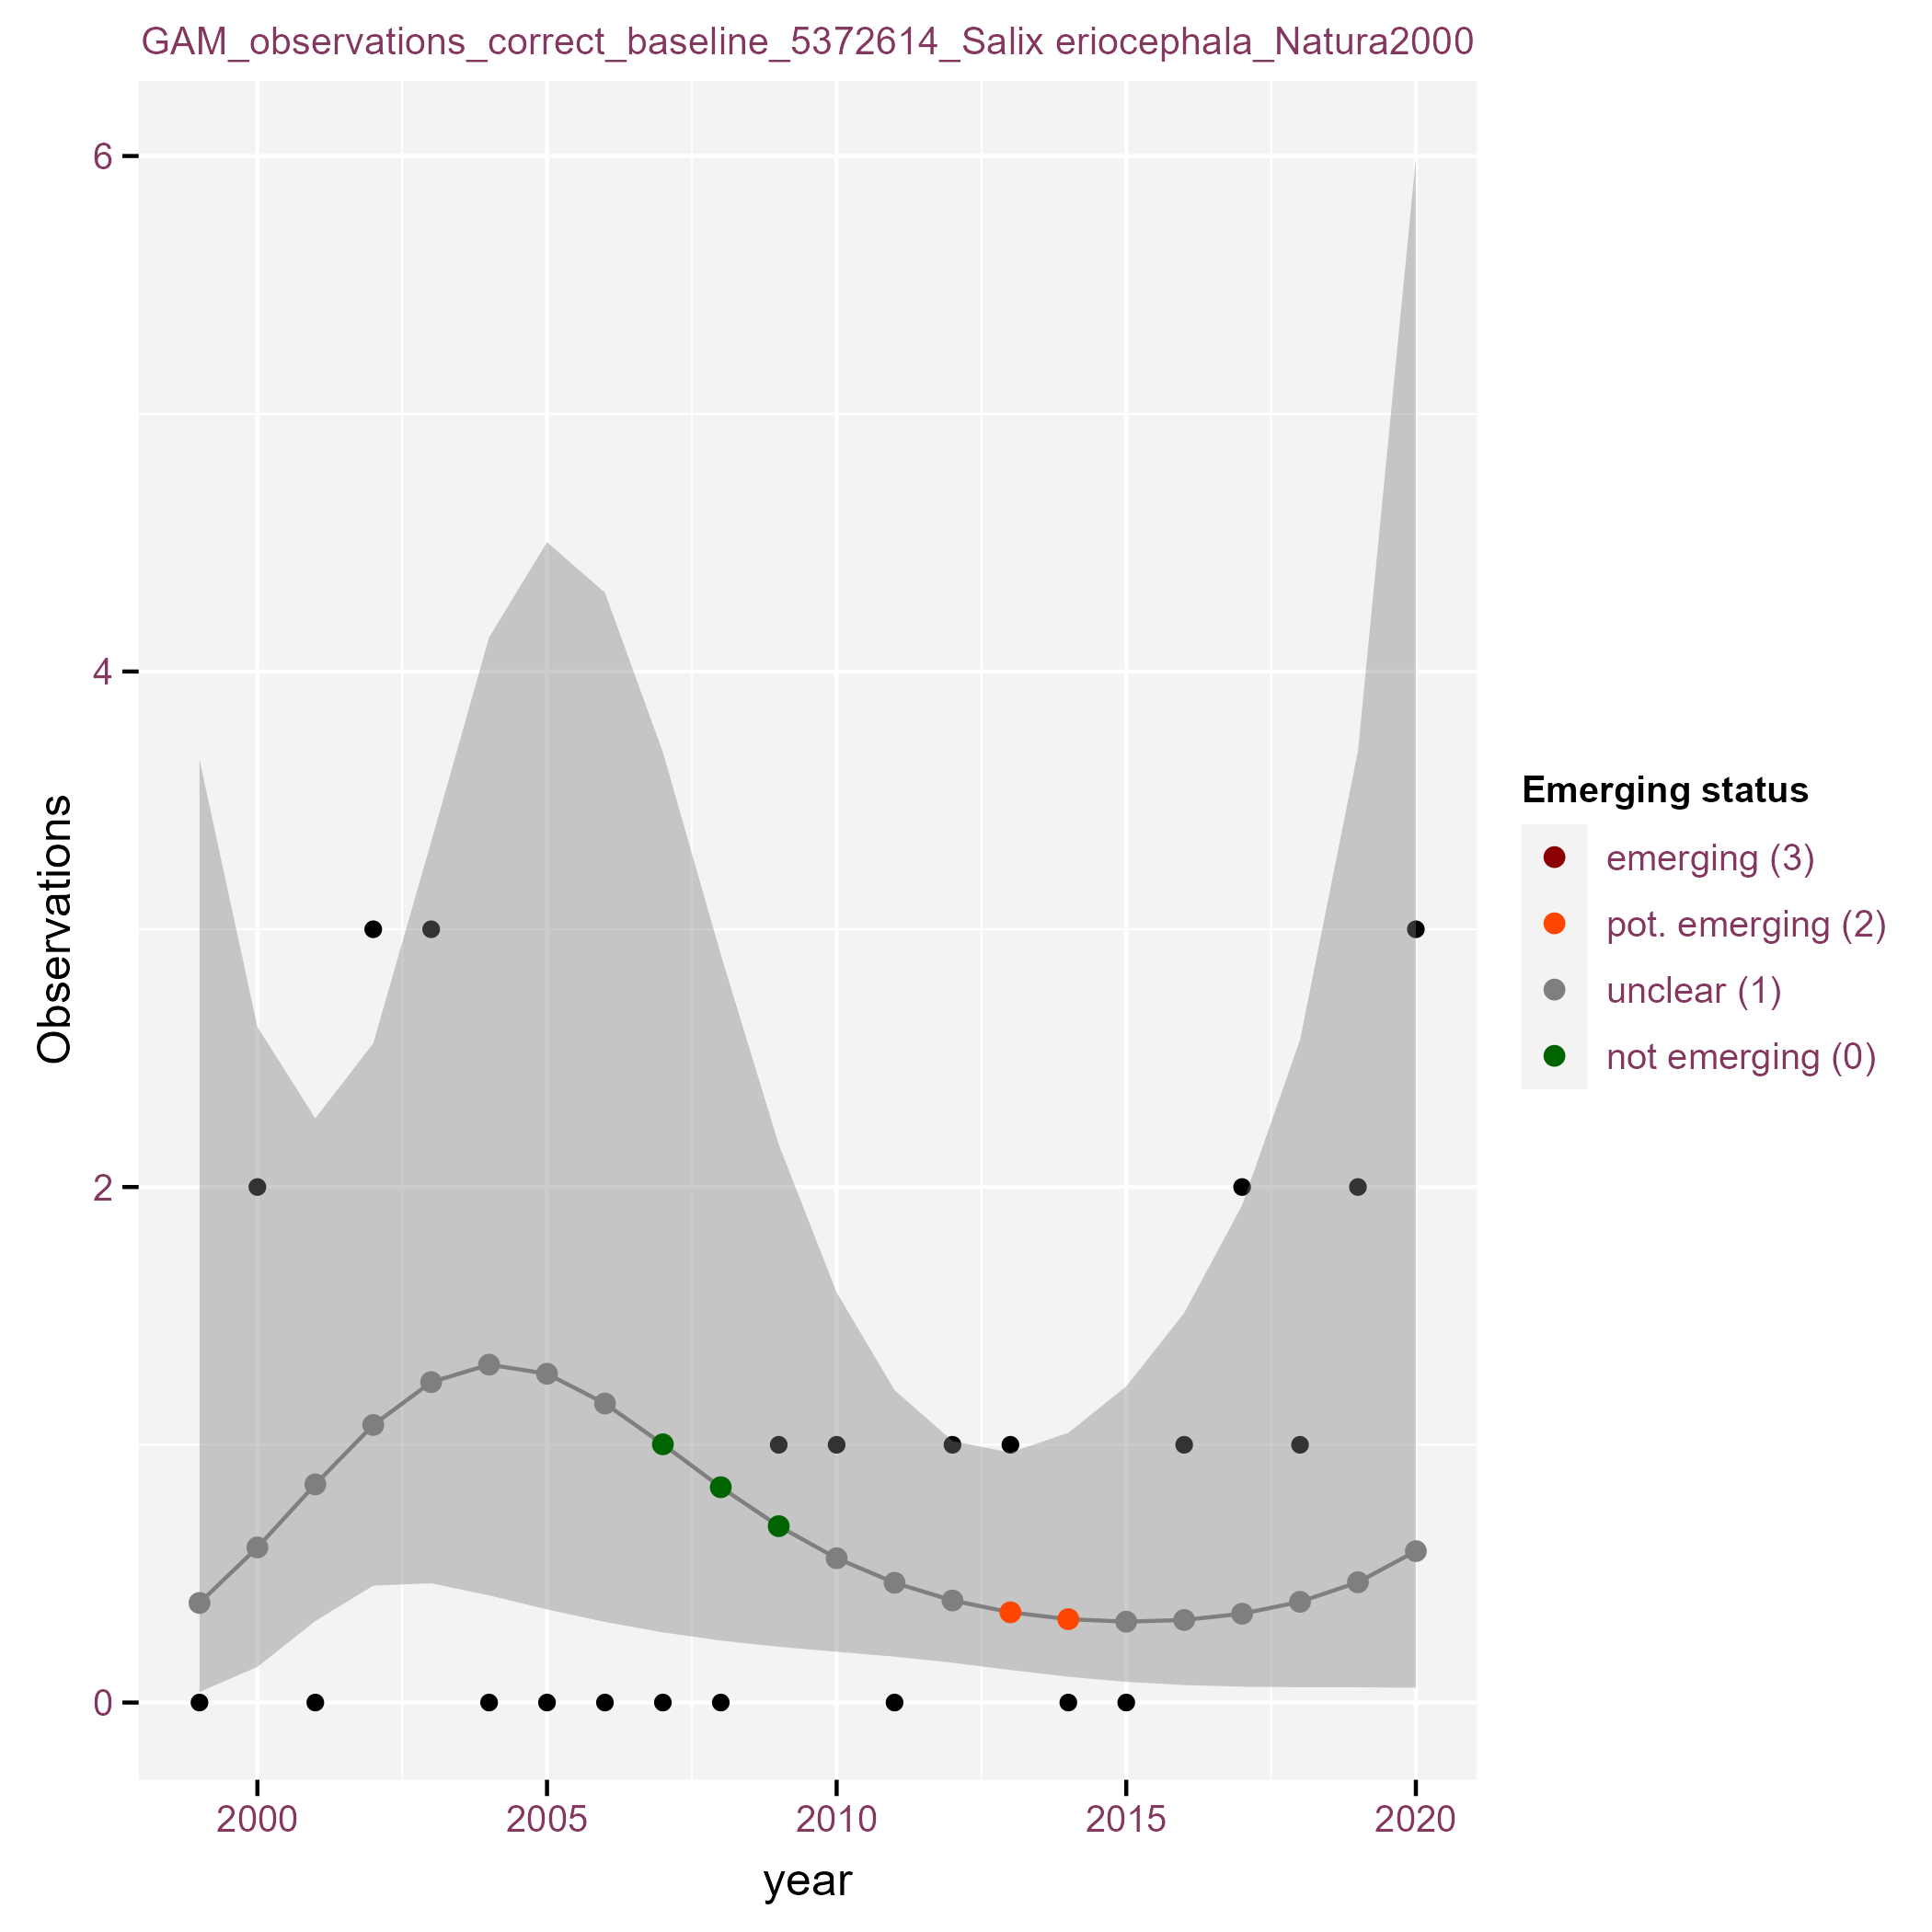 GAM_observations_correct_baseline_5372614_Salix eriocephala_Natura2000
6
4
2
0
Observations
2000
2005
2010
2015
2020
year
Emerging status
emerging (3)
pot. emerging (2)
unclear (1)
not emerging (0)